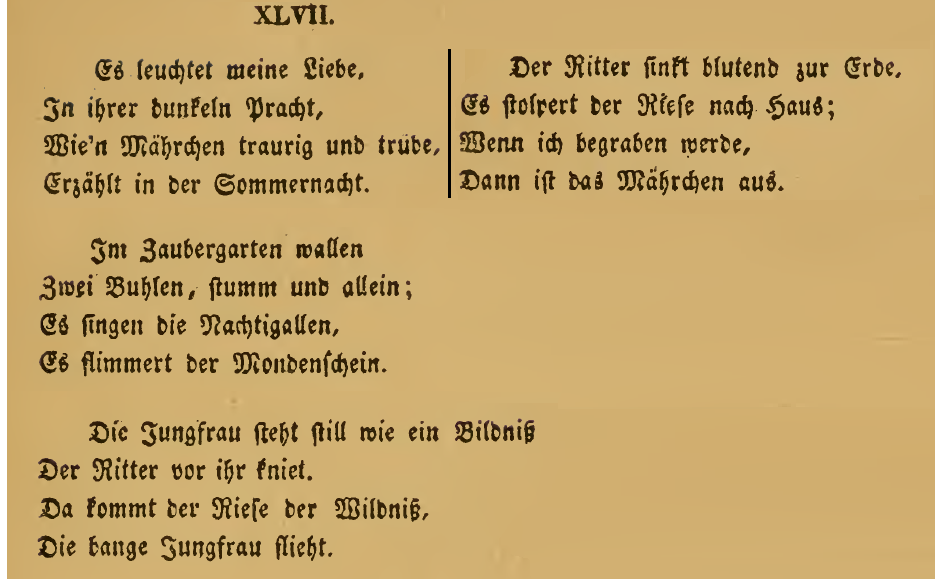 XLVII.
Es leuchtet meine Liebe,
In ihrer dunkeln Pracht,
Wie'n Mährchen traurig und trübe,
Erzählt in der Sommernacht.
Im Zaubergarten wallen
Zwei Buhlen, stumm und allein;
Es singen die Nachtigallen,
Es flimmert der Mondenschein.
Die Jungfrau steht still wie ein Bildniß
Der Ritter vor ihr kniet.
Da kommt der Riese der Wildniß,
Die bange Jungfrau flieht.
Der Ritter sinkt blutend zur Erde,
Es stolpert der Riese nach Haus;
Wenn ich begraben werde,
Dann ist das Mährchen aus.